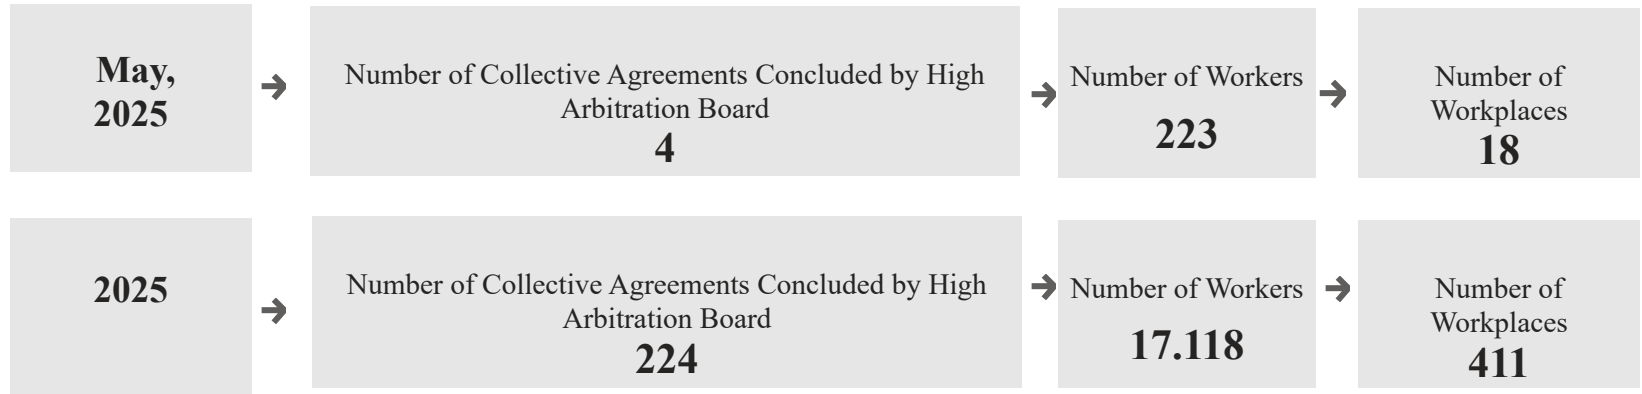 May,
2025
Number of Collective Agreements Concluded by High
Arbitration Board
4
Number of Workers
223
Number of
Workplaces
18
2025
Number of Collective Agreements Concluded by High
Arbitration Board
224
Number of Workers
17.118
Number of
Workplaces
411